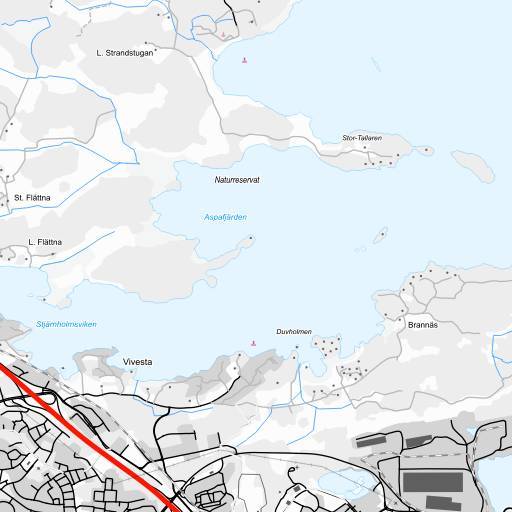 L. Strandstugan
Stor-Tallaren
Naturreservat
St. Flättna
Aspafjärden
L. Flättna
Stjärnholmsviken
Brannäs
Duvholmen
Vivesta